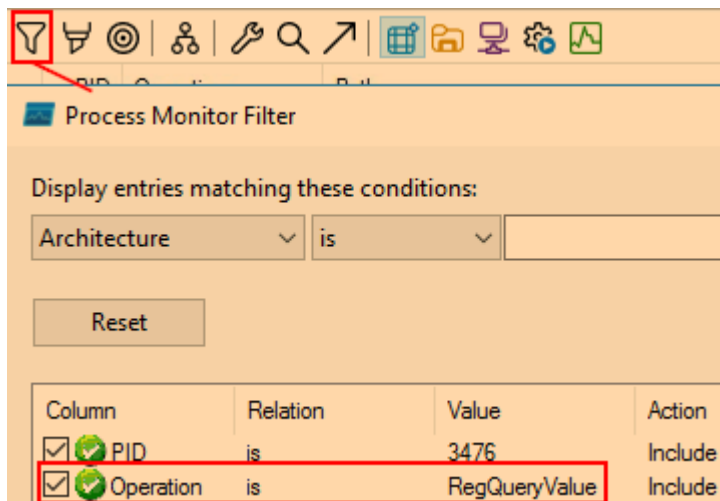 Process Monitor Filter
Display entries matching these conditions:
Architecture is
Reset
Column Relation Value Action
PID is 3476 Include
Operation is RegQueryValue Include